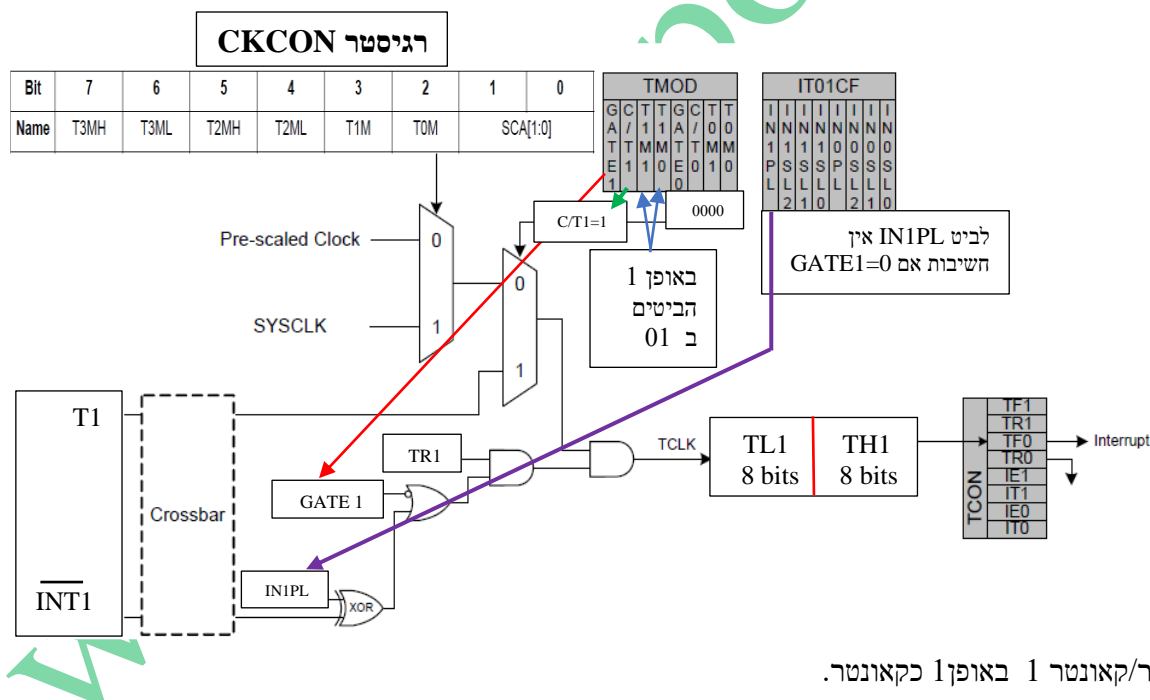 רגיסטר CKCON
Bit 7 6 5 4 3 2 1 0
Name T3MH T3ML T2MH T2ML T1M T0M SCA[1:0]
TMOD
GATE1 C/T1 T1M1 T1M0 GATE0 C/T0 T0M1 T0M0
IT01CF
IN1PL IN1SL2 IN1SL1 IN1SL0 IN0PL IN0SL2 IN0SL1 IN0SL0
C/T1=1
0000
לביט IN1PL אין
חשיבות אם GATE1=0
באופן 1
הביטים
ב 01
Pre-scaled Clock
0
SYSCLK
1
0
1
T1
INT1
Crossbar
TR1
GATE 1
IN1PL
XOR
TCLK
TL1
8 bits
TH1
8 bits
TCON
TF1
TR1
TF0
TR0
IE1
IT1
IE0
IT0
Interrupt
ר/קאונטר 1 באופן1 כקאונטר.